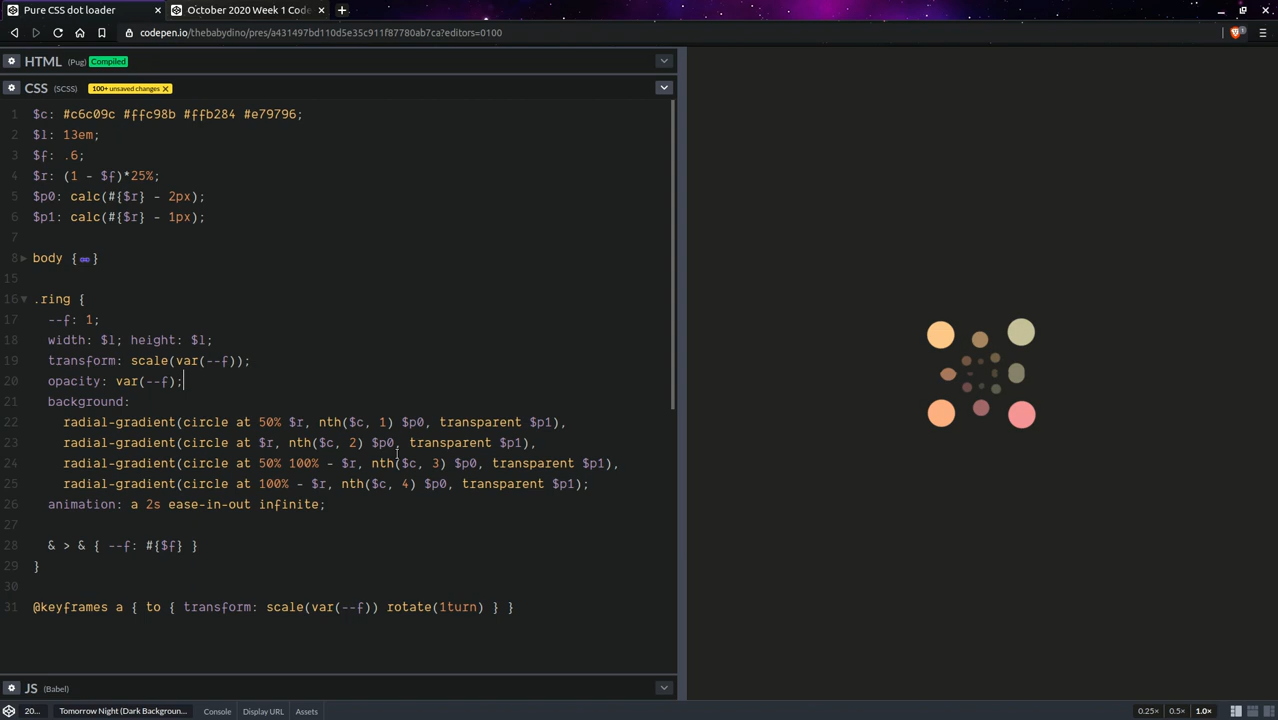 Pure CSS dot loader ×
October 2020 Week 1 Code ×
codepen.io/thebabydino/pres/a431497bd110d5e35c911f87780ab7ca?editors=0100
HTML (Pug) Compiled
CSS (SCSS) 100+ unsaved changes ×
1 $c: #c6c09c #ffc98b #ffb284 #e79796;
2 $l: 13em;
3 $f: .6;
4 $r: (1 - $f)*25%;
5 $p0: calc(#{$r} - 2px);
6 $p1: calc(#{$r} - 1px);
7
8 body { }
15
16 .ring {
17 --f: 1;
18 width: $l; height: $l;
19 transform: scale(var(--f));
20 opacity: var(--f);
21 background:
22 radial-gradient(circle at 50% $r, nth($c, 1) $p0, transparent $p1),
23 radial-gradient(circle at $r, nth($c, 2) $p0, transparent $p1),
24 radial-gradient(circle at 50% 100% - $r, nth($c, 3) $p0, transparent $p1),
25 radial-gradient(circle at 100% - $r, nth($c, 4) $p0, transparent $p1);
26 animation: a 2s ease-in-out infinite;
27
28 & > & { --f: #{$f} }
29 }
30
31 @keyframes a { to { transform: scale(var(--f)) rotate(1turn) } }
JS (Babel)
20... Tomorrow Night (Dark Backgroun... Console Display URL Assets 0.25× 0.5× 1.0×